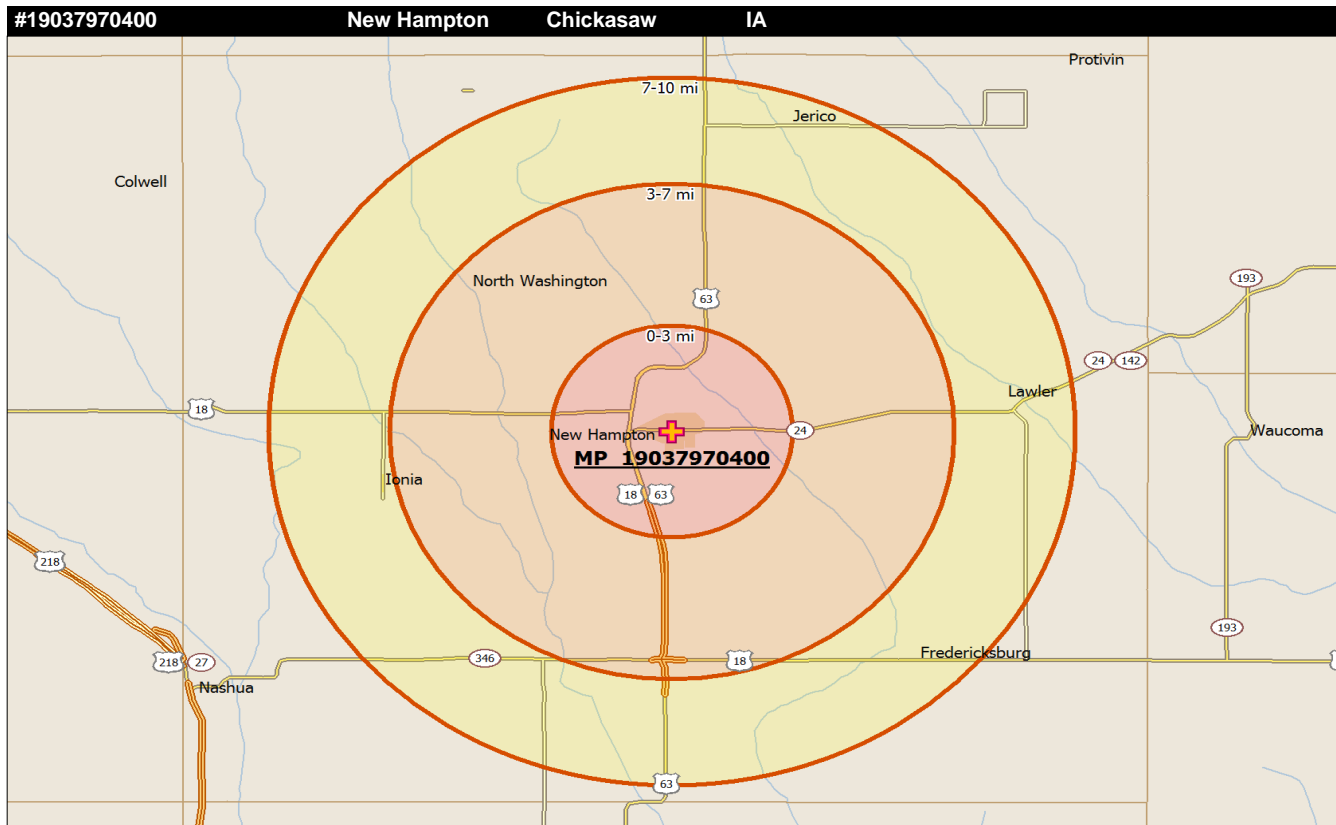 #19037970400 New Hampton Chickasaw IA
Protivin
7-10 mi
Jerico
Colwell
3-7 mi
North Washington
193
63
0-3 mi
24 142
Lawler
18
24
New Hampton
Waucoma
MP 19037970400
Ionia
18 63
218
193
Fredericksburg
346
18
218 27
Nashua
63